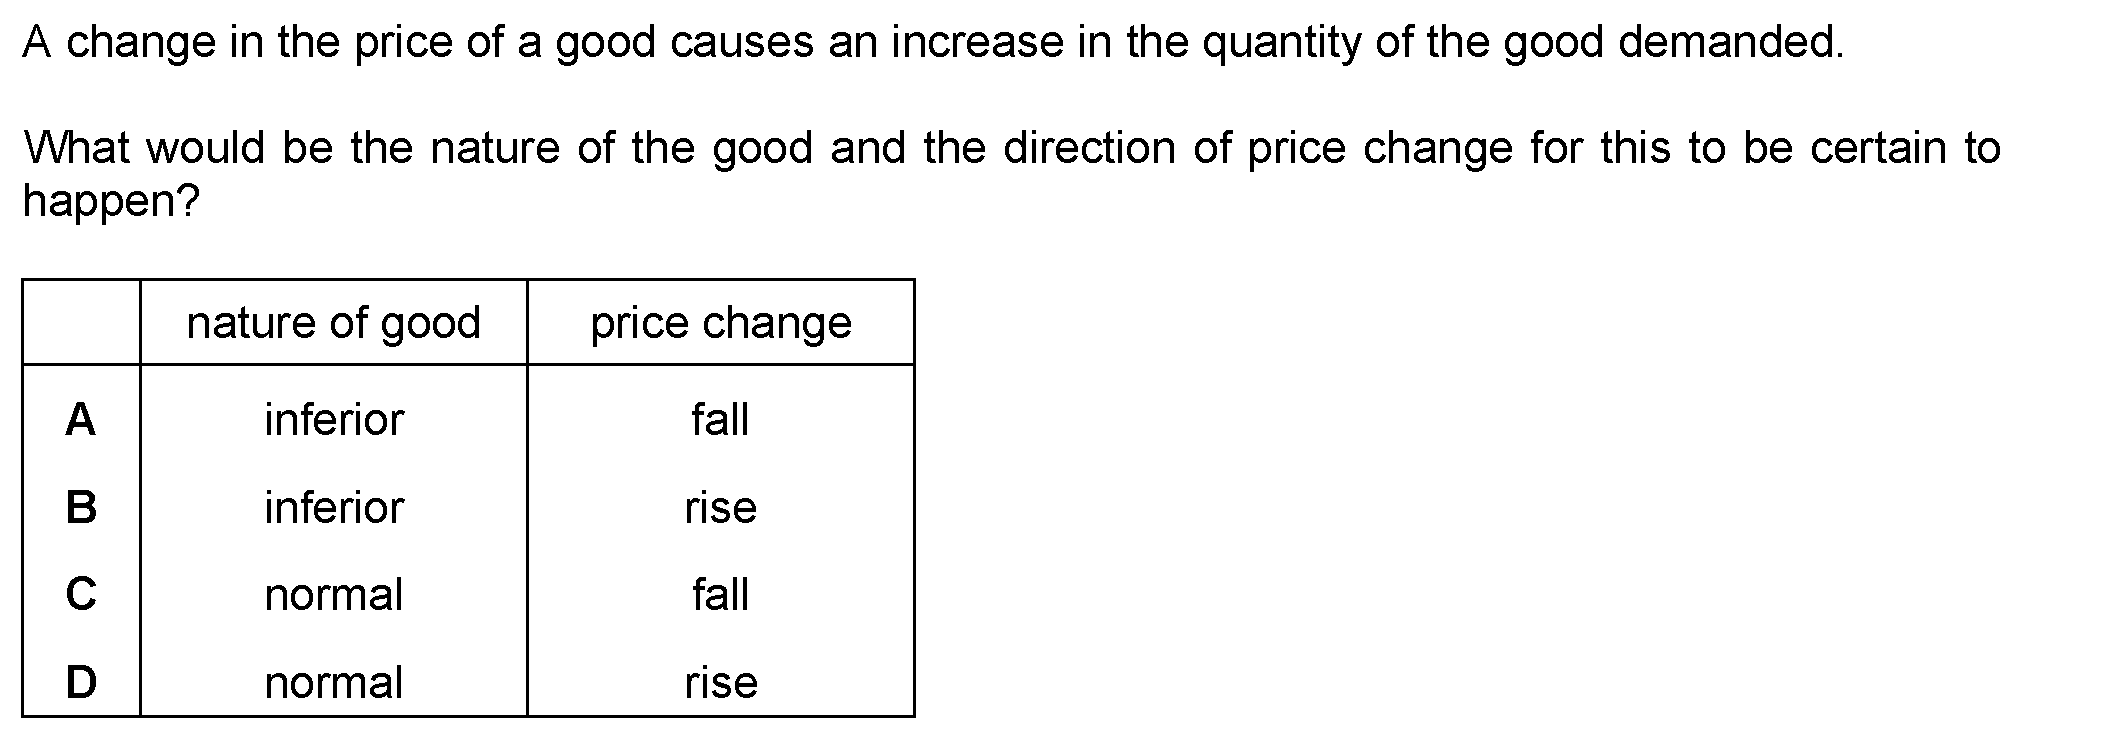 A change in the price of a good causes an increase in the quantity of the good demanded.
What would be the nature of the good and the direction of price change for this to be certain to
happen?
nature of good price change
A inferior fall
B inferior rise
C normal fall
D normal rise